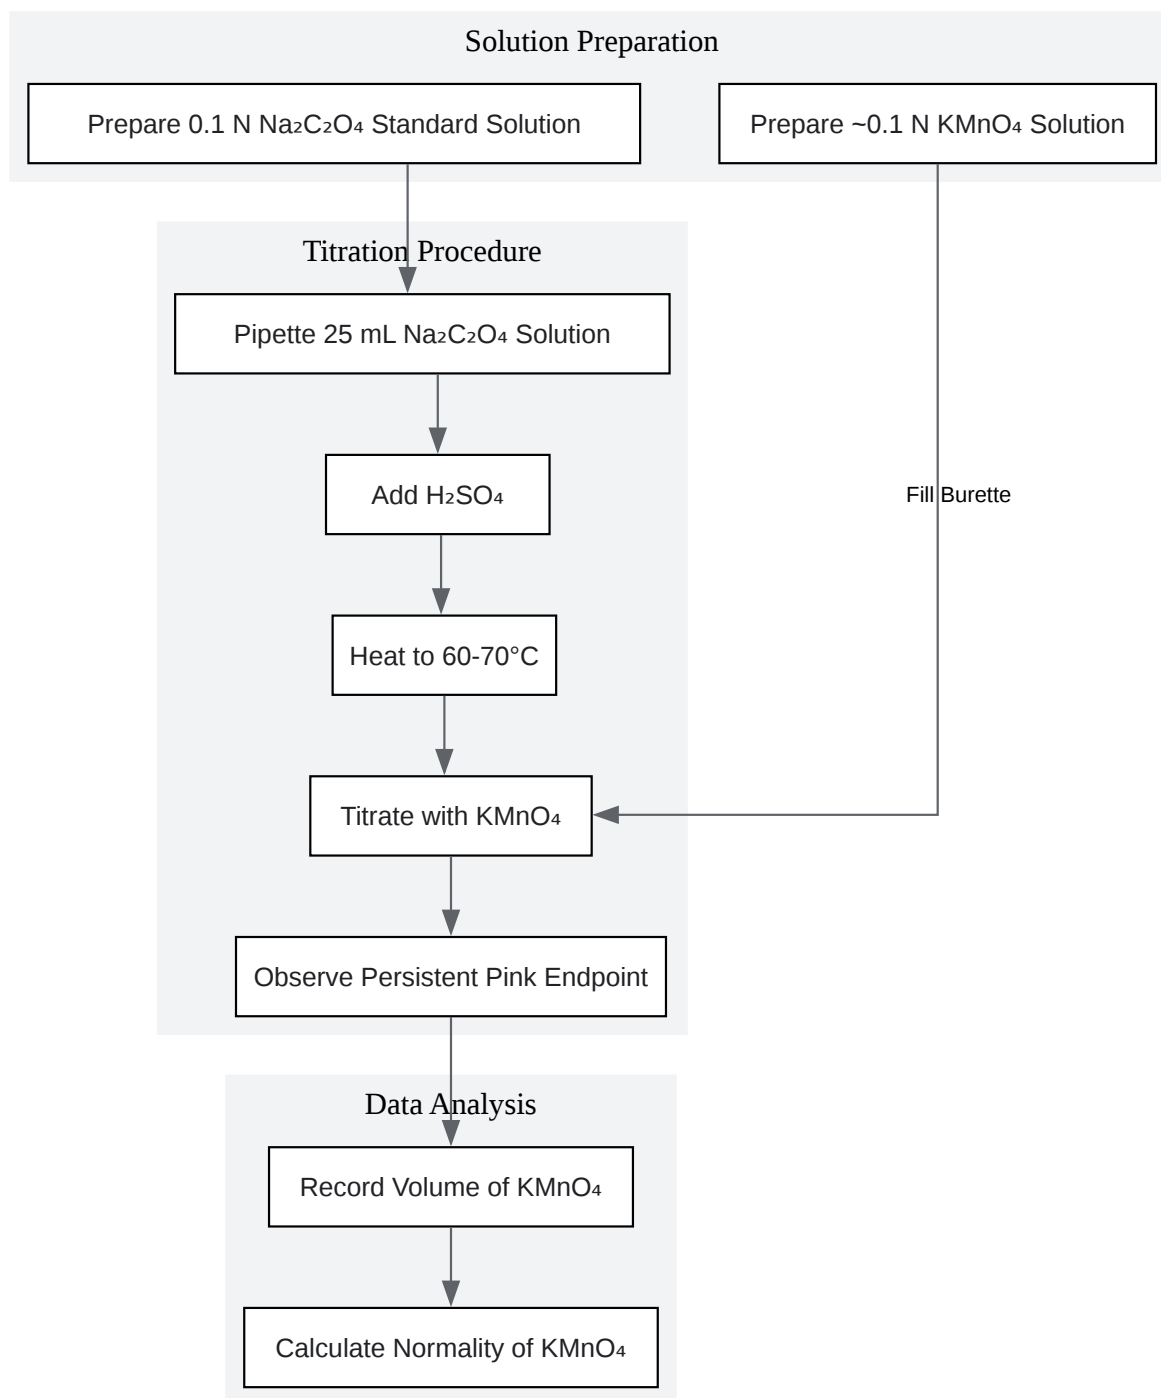 Solution Preparation
Prepare 0.1 N Na₂C₂O₄ Standard Solution
Prepare ~0.1 N KMnO₄ Solution
Titration Procedure
Pipette 25 mL Na₂C₂O₄ Solution
Add H₂SO₄
Fill Burette
Heat to 60-70°C
Titrate with KMnO₄
Observe Persistent Pink Endpoint
Data Analysis
Record Volume of KMnO₄
Calculate Normality of KMnO₄